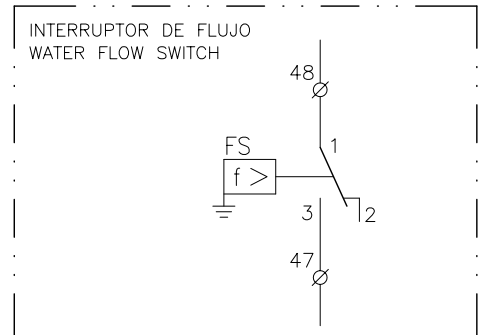 INTERRUPTOR DE FLUJO
WATER FLOW SWITCH
48
FS
1
f >
3
2
47